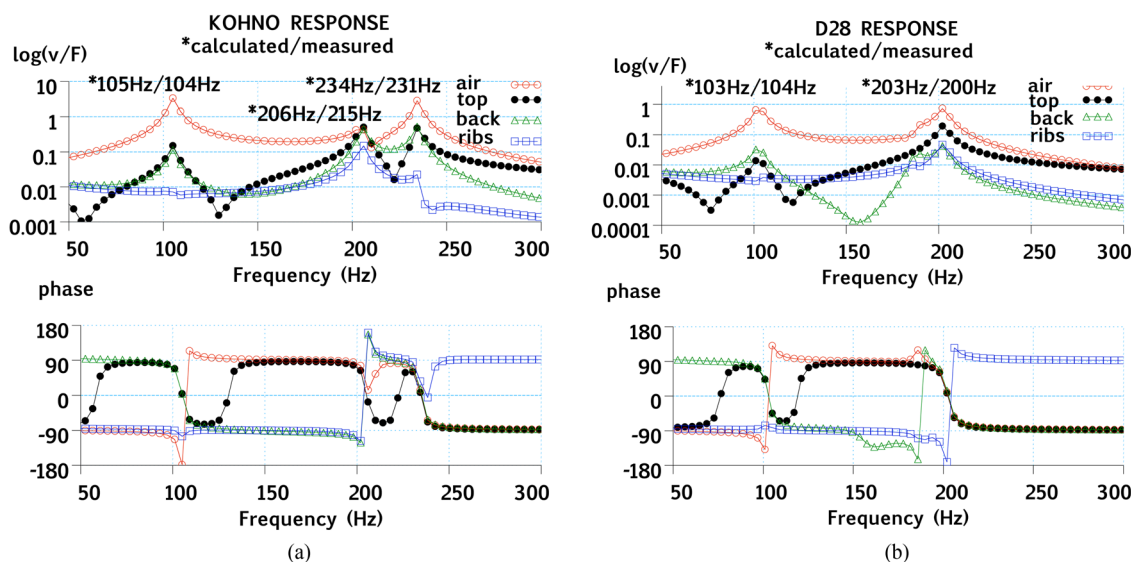 KOHNO RESPONSE
*calculated/measured
log(v/F)
*105Hz/104Hz
*234Hz/231Hz
*206Hz/215Hz
air
top
back
ribs
10
1
0.1
0.01
0.001
50 100 150 200 250 300
Frequency (Hz)
phase
180
90
0
-90
-180
50 100 150 200 250 300
Frequency (Hz)
(a)
D28 RESPONSE
*calculated/measured
log(v/F)
*103Hz/104Hz
*203Hz/200Hz
air
top
back
ribs
1
0.1
0.01
0.001
0.0001
50 100 150 200 250 300
Frequency (Hz)
phase
180
90
0
-90
-180
50 100 150 200 250 300
Frequency (Hz)
(b)